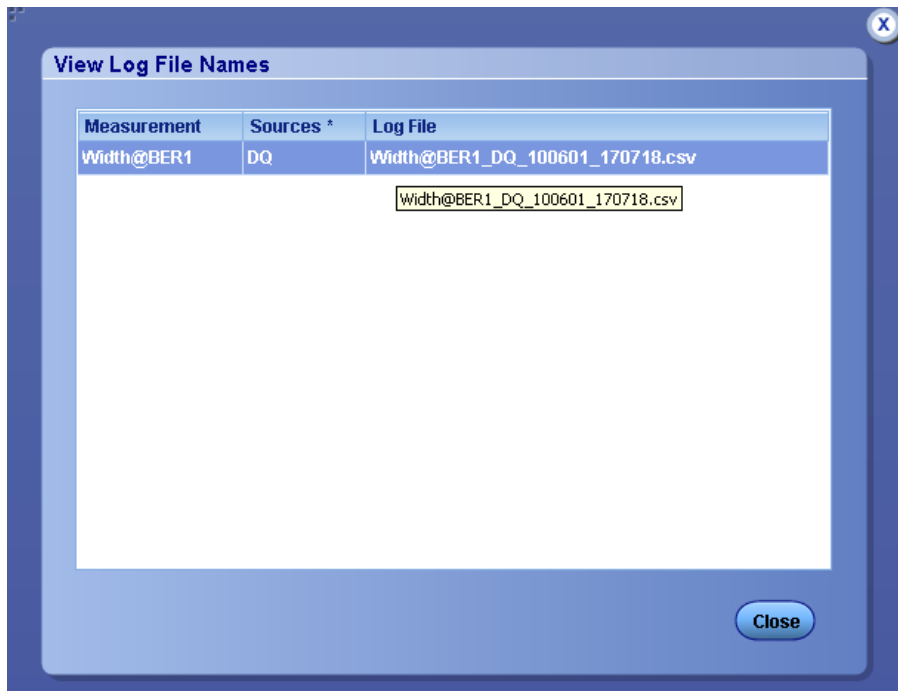 X
View Log File Names
Measurement Sources * Log File
Width@BER1 DQ Width@BER1_DQ_100601_170718.csv
Width@BER1_DQ_100601_170718.csv
Close